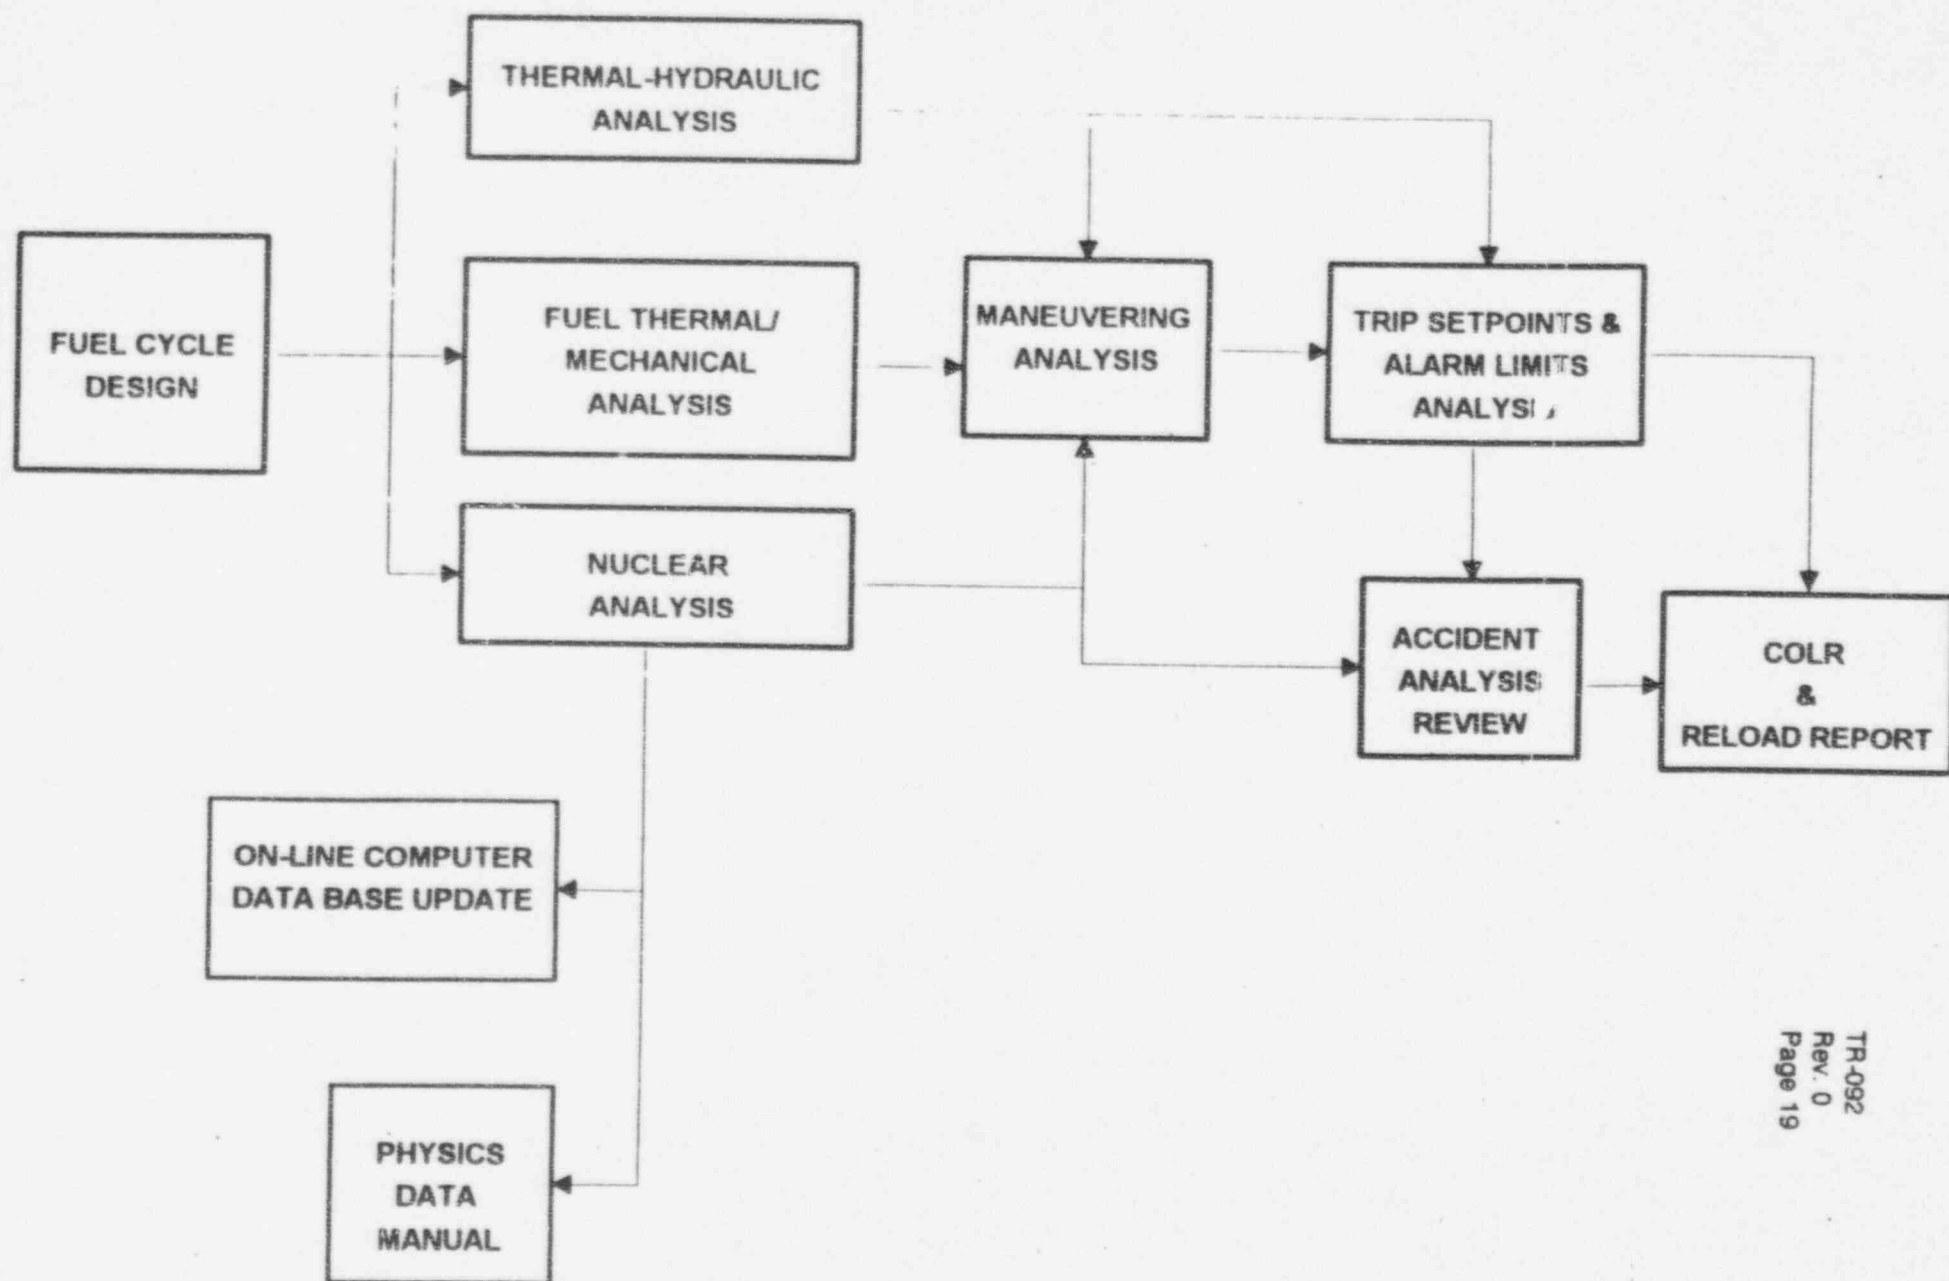 THERMAL-HYDRAULIC
ANALYSIS
FUEL CYCLE
DESIGN
FUEL THERMAL/
MECHANICAL
ANALYSIS
MANEUVERING
ANALYSIS
TRIP SETPOINTS &
ALARM LIMITS
ANALYSI
NUCLEAR
ANALYSIS
ACCIDENT
ANALYSIS
REVIEW
COLR
&
RELOAD REPORT
ON-LINE COMPUTER
DATA BASE UPDATE
PHYSICS
DATA
MANUAL
TR-092
Rev. 0
Page 19